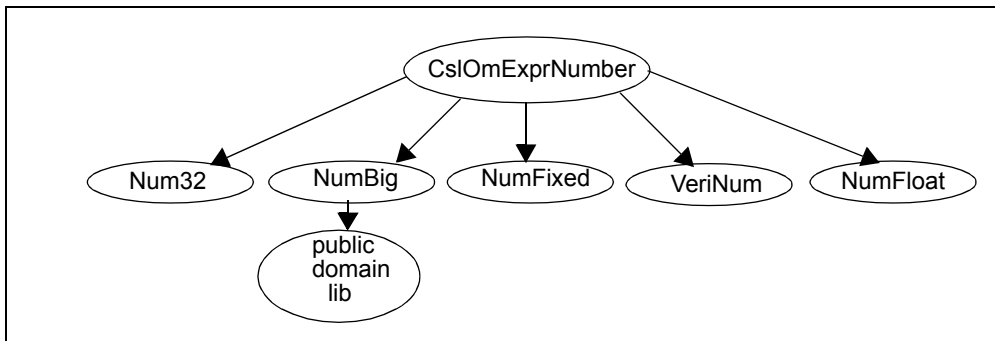 CslOmExprNumber
Num32
NumBig
NumFixed
VeriNum
NumFloat
public
domain
lib